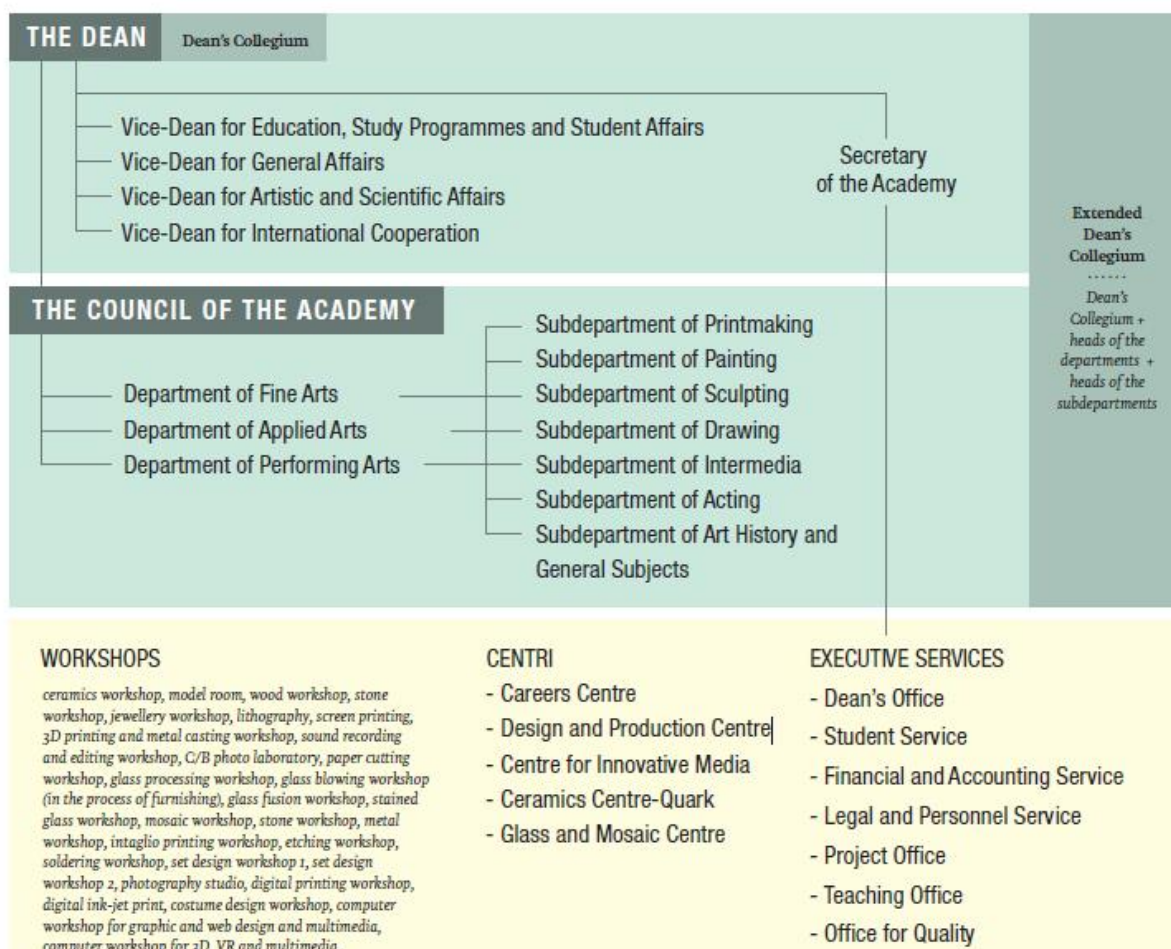 THE DEAN
Dean's Collegium
Vice-Dean for Education, Study Programmes and Student Affairs
Vice-Dean for General Affairs
Vice-Dean for Artistic and Scientific Affairs
Vice-Dean for International Cooperation
Secretary
of the Academy
Extended
Dean's
Collegium
......
Dean's
Collegium +
heads of the
departments +
heads of the
subdepartments
THE COUNCIL OF THE ACADEMY
Department of Fine Arts
Department of Applied Arts
Department of Performing Arts
Subdepartment of Printmaking
Subdepartment of Painting
Subdepartment of Sculpting
Subdepartment of Drawing
Subdepartment of Intermedia
Subdepartment of Acting
Subdepartment of Art History and
General Subjects
WORKSHOPS
ceramics workshop, model room, wood workshop, stone
workshop, jewellery workshop, lithography, screen printing,
3D printing and metal casting workshop, sound recording
and editing workshop, C/B photo laboratory, paper cutting
workshop, glass processing workshop, glass blowing workshop
(in the process of furnishing), glass fusion workshop, stained
glass workshop, mosaic workshop, stone workshop, metal
workshop, intaglio printing workshop, etching workshop,
soldering workshop, set design workshop 1, set design
workshop 2, photography studio, digital printing workshop,
digital ink-jet print, costume design workshop, computer
workshop for graphic and web design and multimedia,
computer workshop for 3D, VR and multimedia
CENTRI
- Careers Centre
- Design and Production Centre
- Centre for Innovative Media
- Ceramics Centre-Quark
- Glass and Mosaic Centre
EXECUTIVE SERVICES
- Dean's Office
- Student Service
- Financial and Accounting Service
- Legal and Personnel Service
- Project Office
- Teaching Office
- Office for Quality